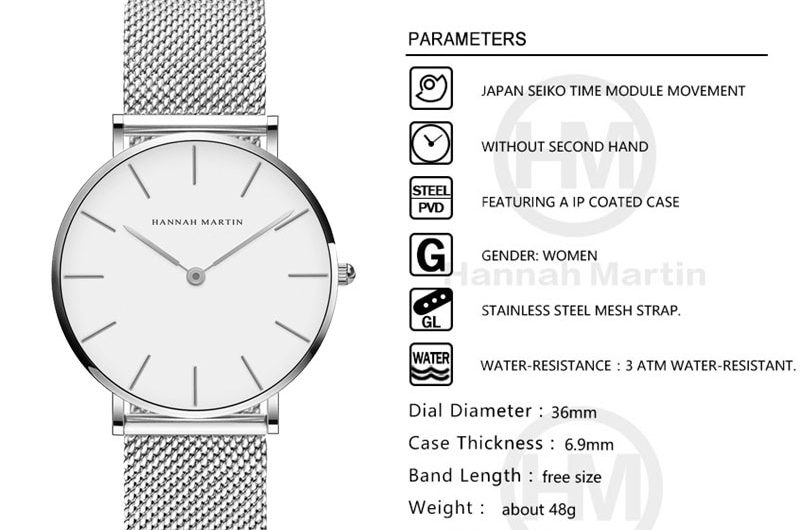 HANNAH MARTIN
PARAMETERS
JAPAN SEIKO TIME MODULE MOVEMENT
WITHOUT SECOND HAND
STEEL
PVD
FEATURING A IP COATED CASE
G
GENDER: WOMEN
GL
STAINLESS STEEL MESH STRAP.
WATER
WATER-RESISTANCE : 3 ATM WATER-RESISTANT.
Dial Diameter : 36mm
Case Thickness : 6.9mm
Band Length : free size
Weight : about 48g
HM
Hannah Martin
HM